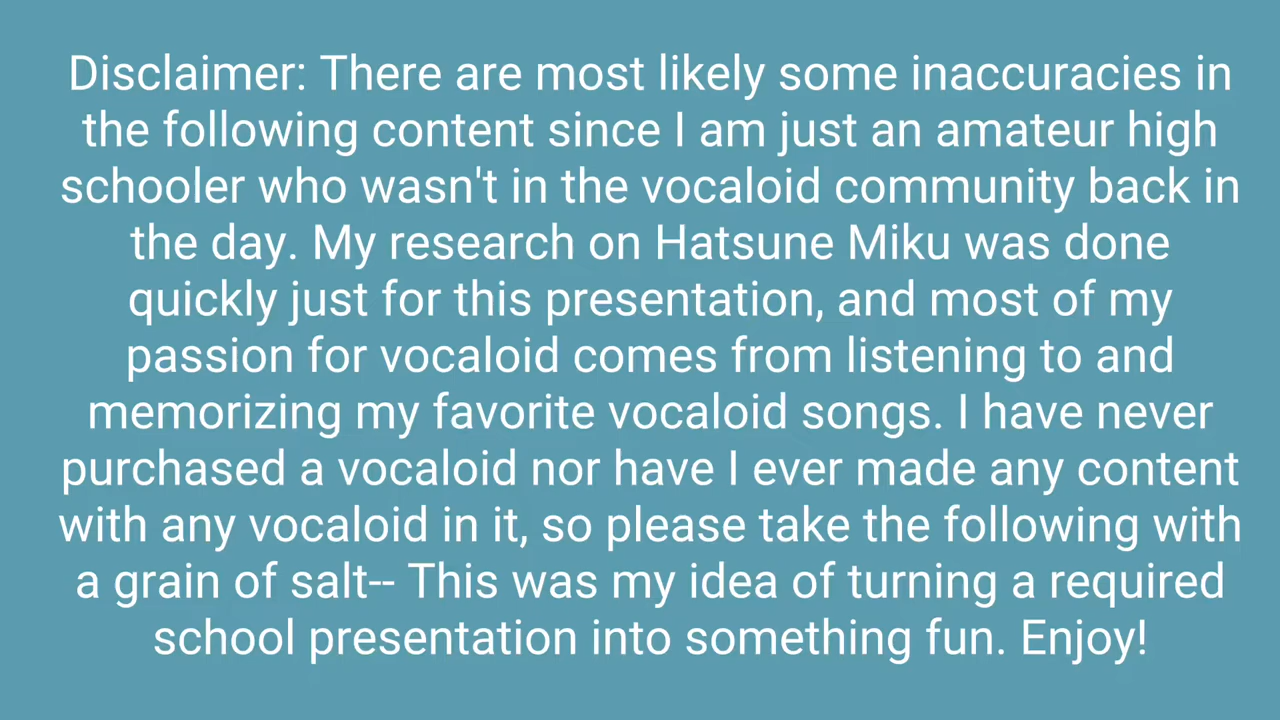 Disclaimer: There are most likely some inaccuracies in
the following content since I am just an amateur high
schooler who wasn't in the vocaloid community back in
the day. My research on Hatsune Miku was done
quickly just for this presentation, and most of my
passion for vocaloid comes from listening to and
memorizing my favorite vocaloid songs. I have never
purchased a vocaloid nor have I ever made any content
with any vocaloid in it, so please take the following with
a grain of salt-- This was my idea of turning a required
school presentation into something fun. Enjoy!